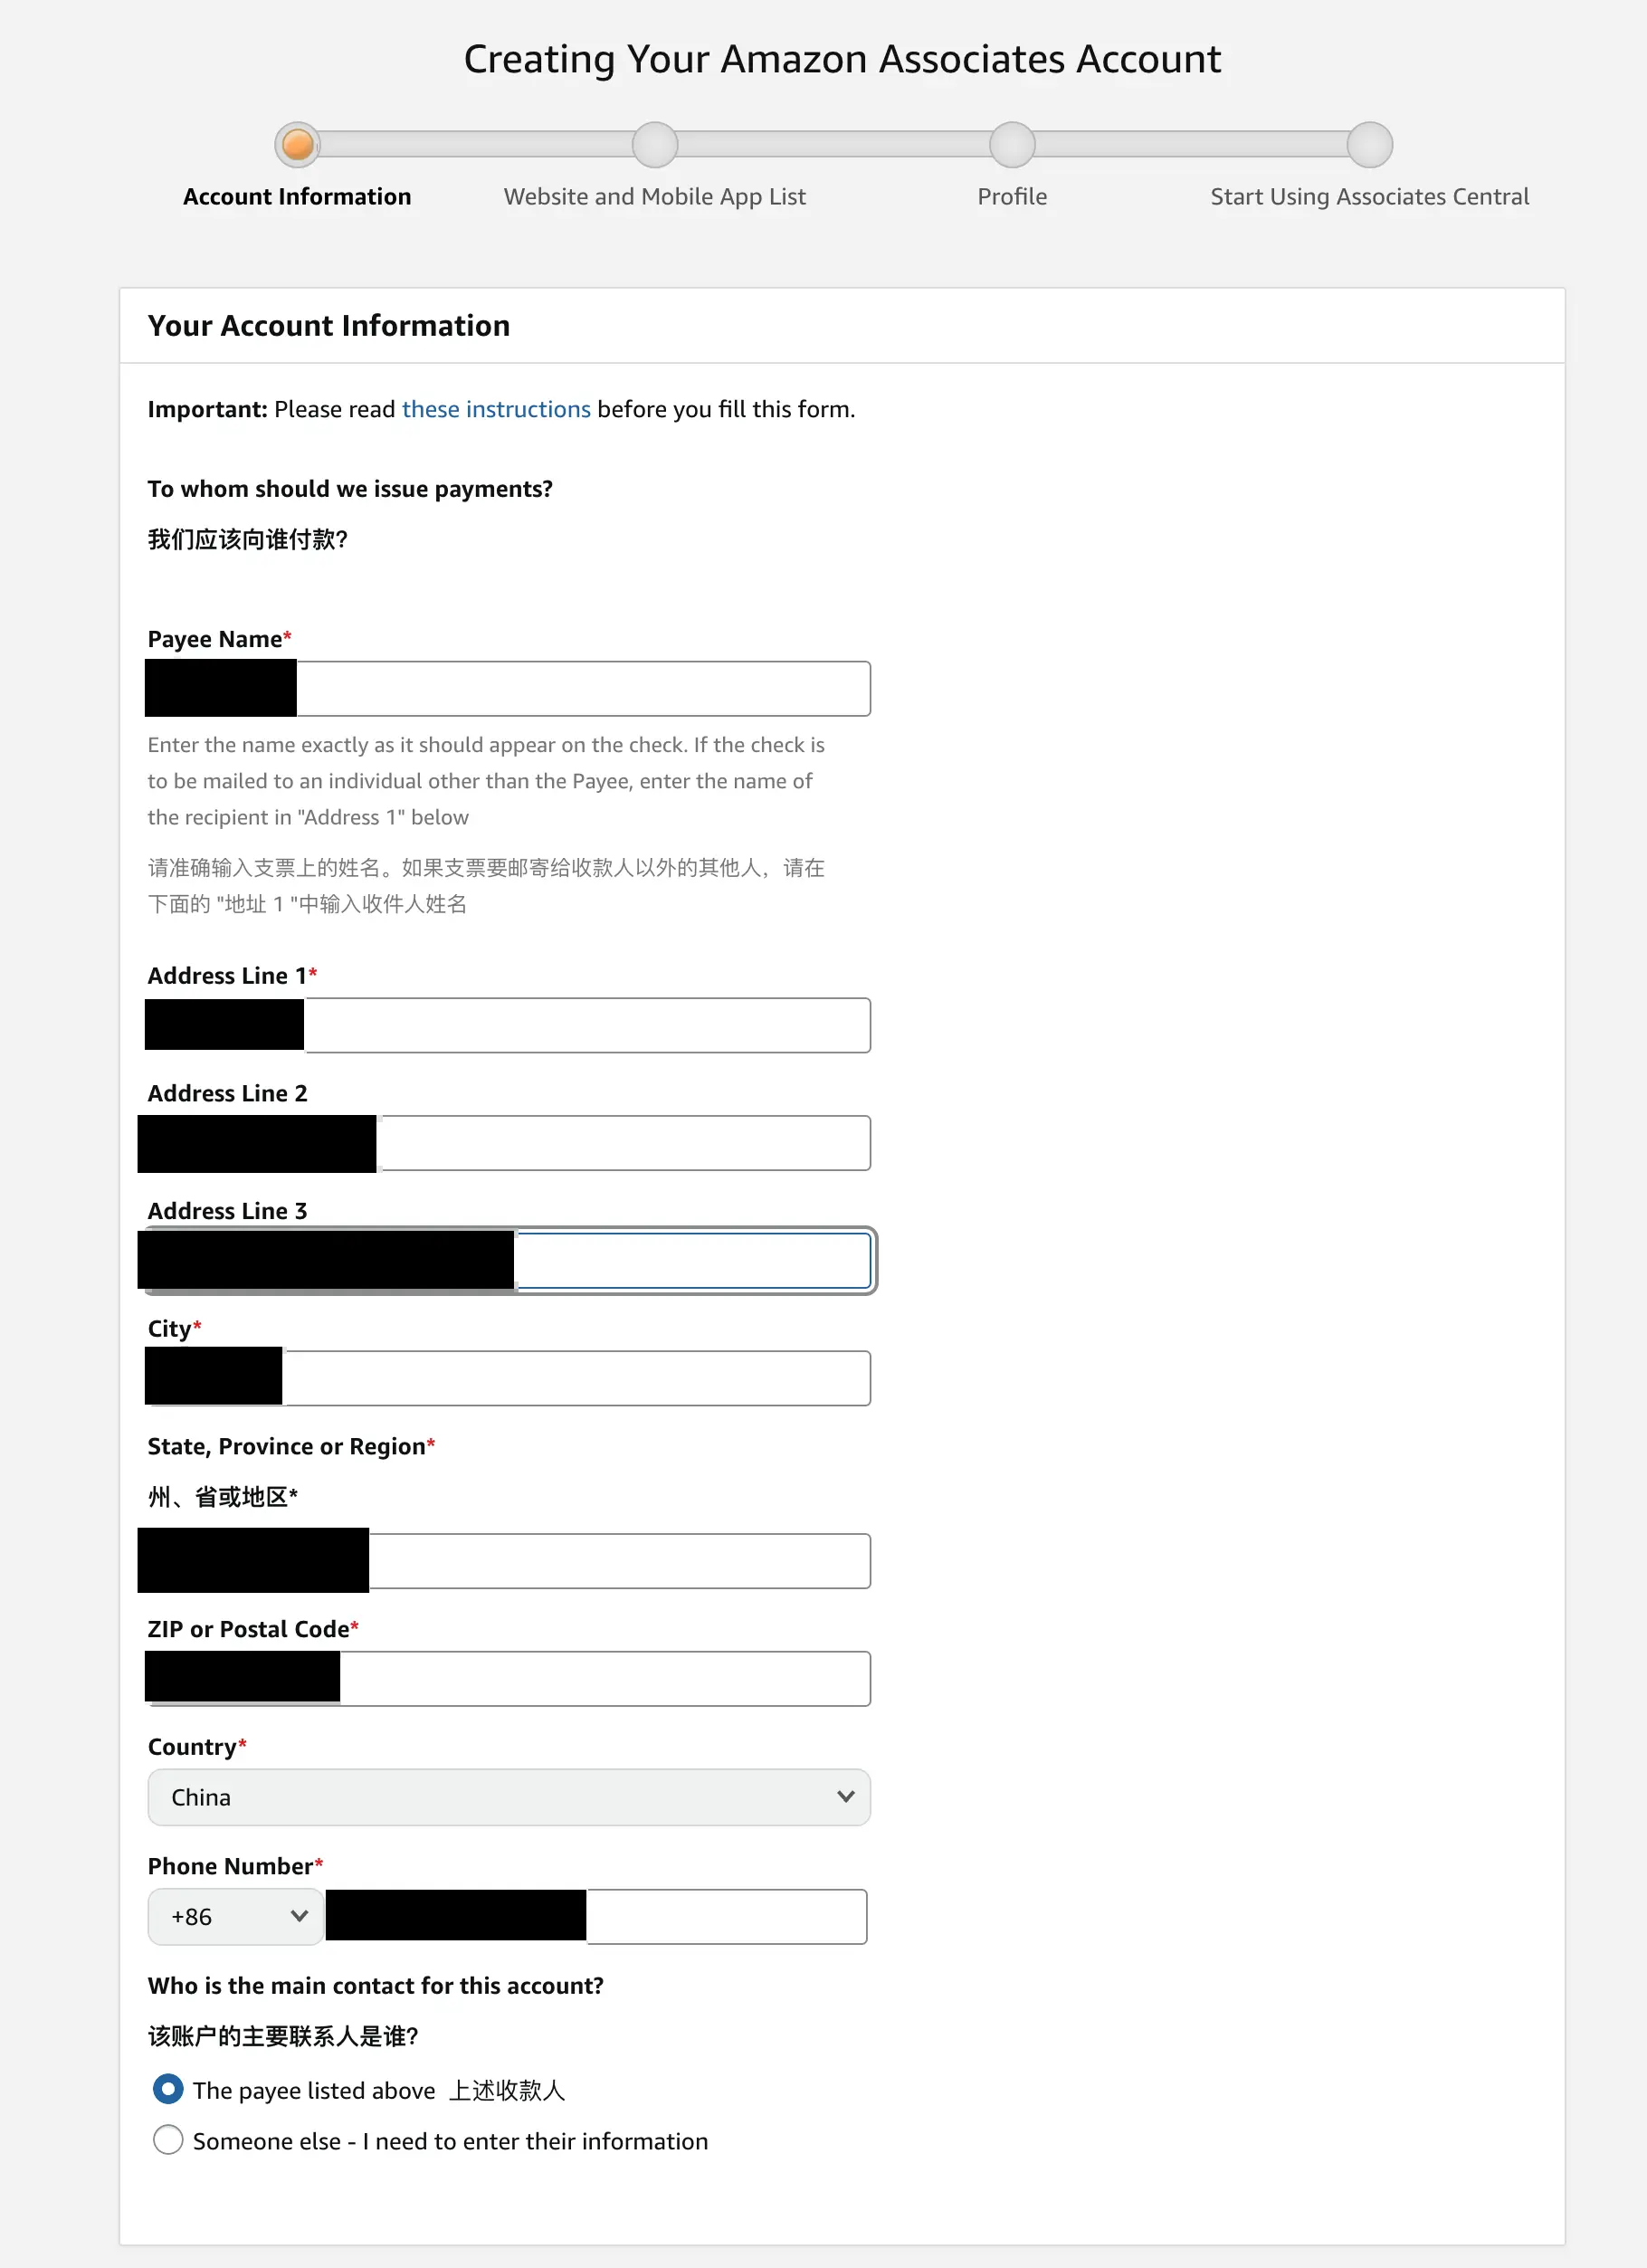 Creating Your Amazon Associates Account
Account Information
Website and Mobile App List
Profile
Start Using Associates Central
Your Account Information
Important: Please read these instructions before you fill this form.
To whom should we issue payments?
我们应该向谁付款?
Payee Name*
Enter the name exactly as it should appear on the check. If the check is
to be mailed to an individual other than the Payee, enter the name of
the recipient in "Address 1" below
请准确输入支票上的姓名。如果支票要邮寄给收款人以外的其他人，请在
下面的 "地址 1 "中输入收件人姓名
Address Line 1*
Address Line 2
Address Line 3
City*
State, Province or Region*
州、省或地区*
ZIP or Postal Code*
Country*
China
Phone Number*
+86
Who is the main contact for this account?
该账户的主要联系人是谁?
The payee listed above 上述收款人
Someone else - I need to enter their information